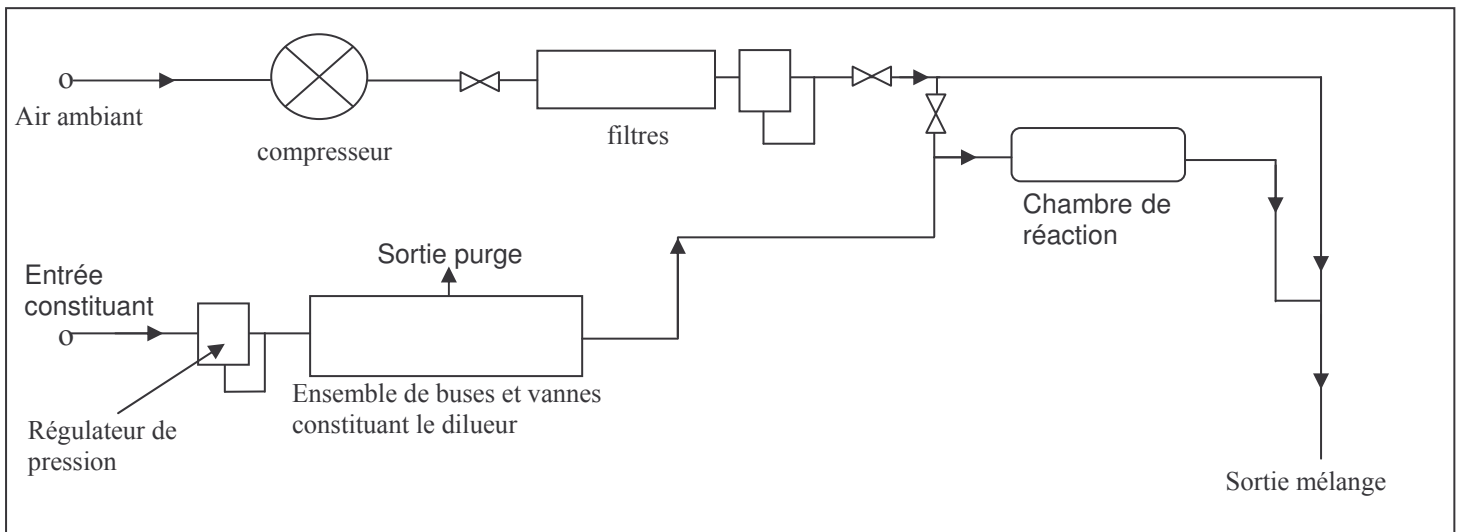 o
Air ambiant
compresseur
filtres
Chambre de
réaction
Sortie purge
Entrée
constituant
o
Ensemble de buses et vannes
constituant le dilueur
Régulateur de
pression
Sortie mélange